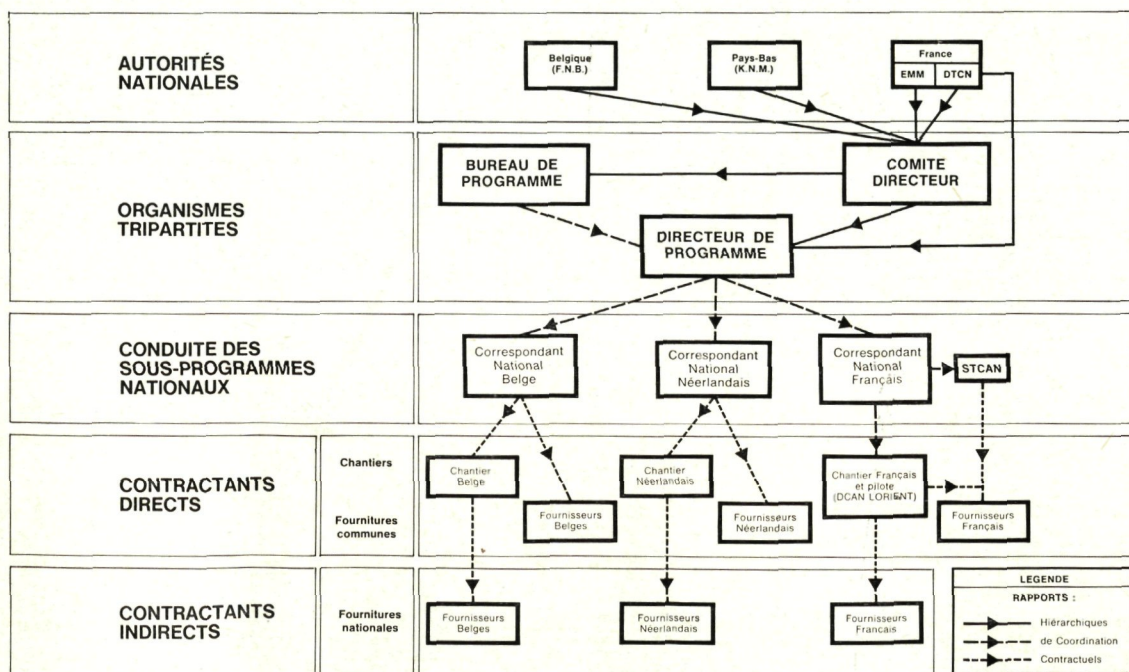 AUTORITÉS
NATIONALES
Belgique
(F.N.B.)
Pays-Bas
(K.N.M.)
France
EMM
DTCN
ORGANISMES
TRIPARTITES
BUREAU DE
PROGRAMME
COMITE
DIRECTEUR
DIRECTEUR DE
PROGRAMME
CONDUITE DES
SOUS-PROGRAMMES
NATIONAUX
Correspondant
National
Belge
Correspondant
National
Néerlandais
Correspondant
National
Français
STCAN
CONTRACTANTS
DIRECTS
Chantiers
Fournitures
communes
Chantier
Belge
Fournisseurs
Belges
Chantier
Néerlandais
Fournisseurs
Néerlandais
Chantier Français
et pilote
(DCAN LORIENT)
Fournisseurs
Français
CONTRACTANTS
INDIRECTS
Fournitures
nationales
Fournisseurs
Belges
Fournisseurs
Néerlandais
Fournisseurs
Francais
LEGENDE
RAPPORTS :
Hiérarchiques
de Coordination
Contractuels